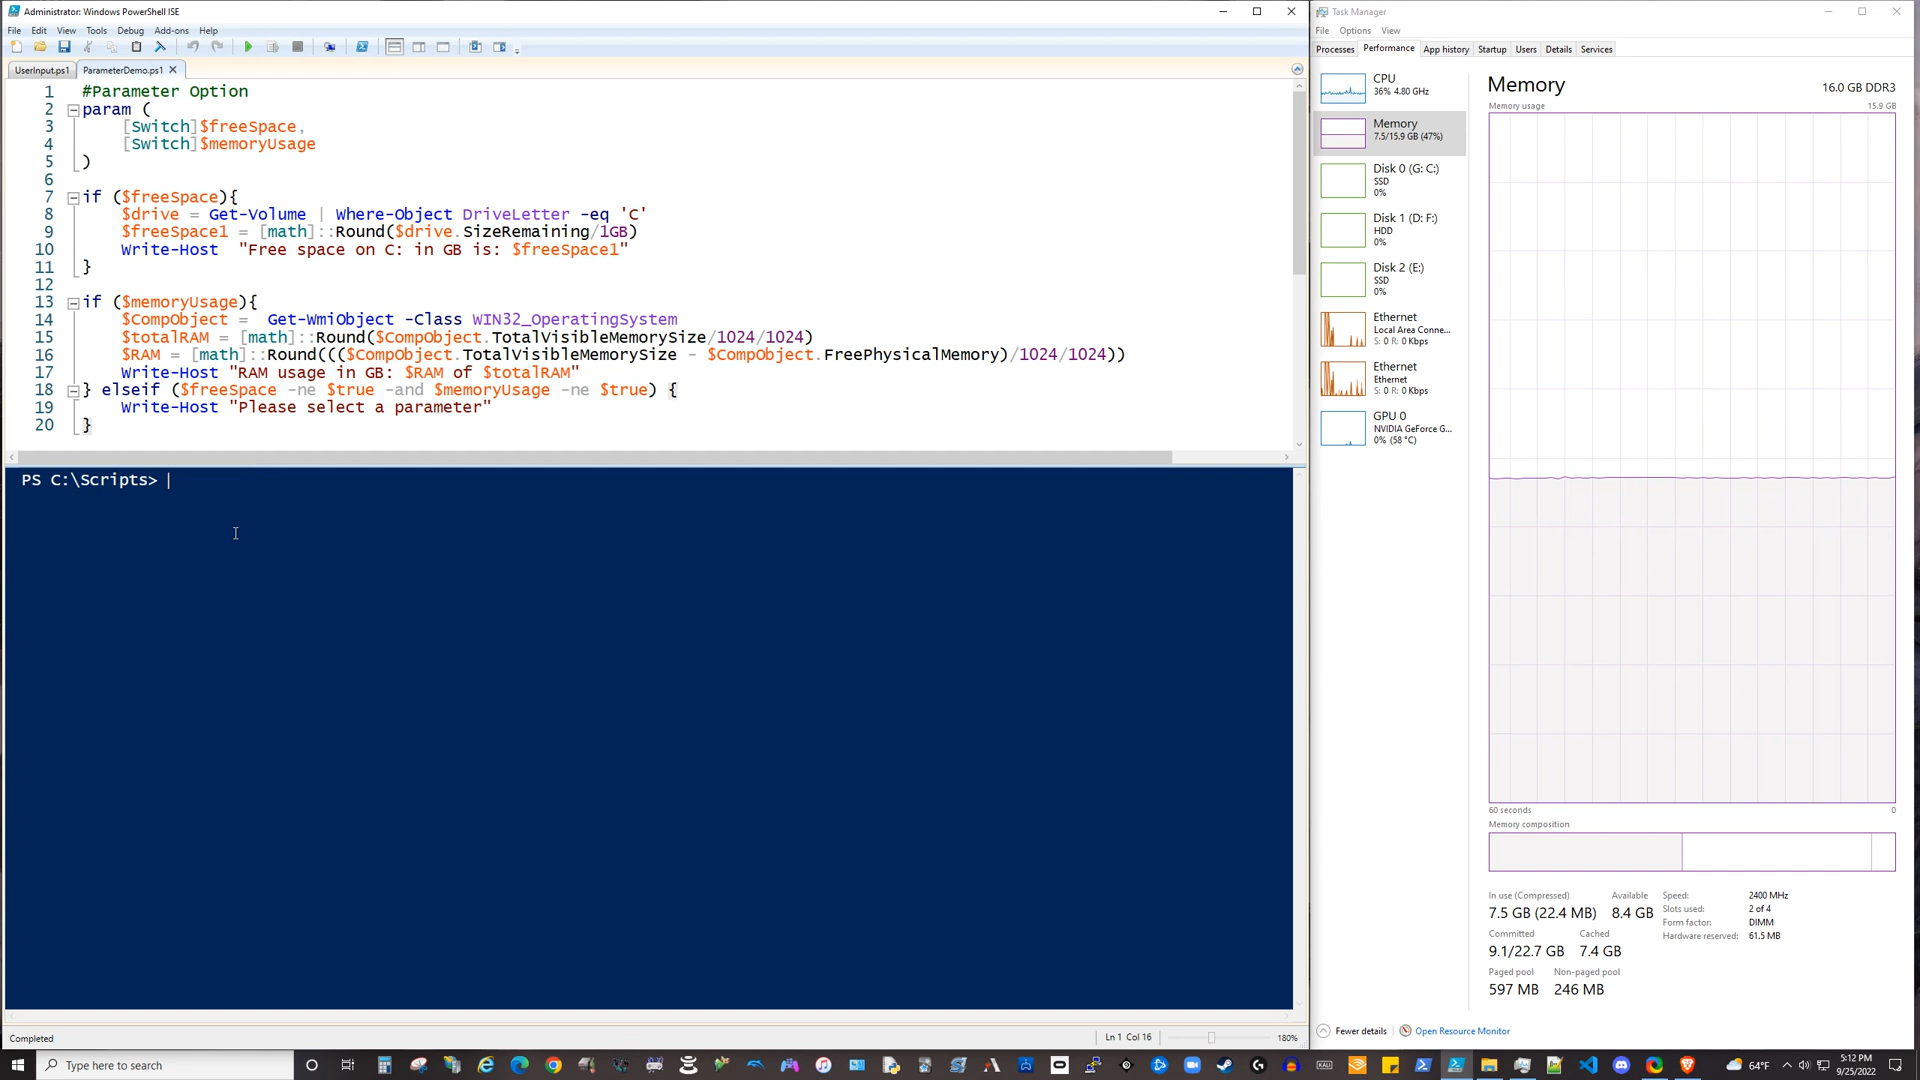 Administrator: Windows PowerShell ISE
File Edit View Tools Debug Add-ons Help
UserInput.ps1 ParameterDemo.ps1
1 #Parameter Option
2 param (
3 [Switch]$freeSpace,
4 [Switch]$memoryUsage
5 )
6
7 if ($freeSpace){
8 $drive = Get-Volume | Where-Object DriveLetter -eq 'C'
9 $freeSpace1 = [math]::Round($drive.SizeRemaining/1GB)
10 Write-Host "Free space on C: in GB is: $freeSpace1"
11 }
12
13 if ($memoryUsage){
14 $CompObject = Get-WmiObject -Class WIN32_OperatingSystem
15 $totalRAM = [math]::Round($CompObject.TotalVisibleMemorySize/1024/1024)
16 $RAM = [math]::Round((($CompObject.TotalVisibleMemorySize - $CompObject.FreePhysicalMemory)/1024/1024))
17 Write-Host "RAM usage in GB: $RAM of $totalRAM"
18 } elseif ($freeSpace -ne $true -and $memoryUsage -ne $true) {
19 Write-Host "Please select a parameter"
20 }
PS C:\Scripts>
Completed
Ln 1 Col 16
180%
Task Manager
File Options View
Processes Performance App history Startup Users Details Services
CPU
36% 4.80 GHz
Memory
7.5/15.9 GB (47%)
Disk 0 (G: C:)
SSD
0%
Disk 1 (D: F:)
HDD
0%
Disk 2 (E:)
SSD
0%
Ethernet
Local Area Conne...
S: 0 R: 0 Kbps
Ethernet
Ethernet
S: 0 R: 0 Kbps
GPU 0
NVIDIA GeForce G...
0% (58 °C)
Memory 16.0 GB DDR3
Memory usage 15.9 GB
60 seconds 0
Memory composition
In use (Compressed) Available Speed: 2400 MHz
7.5 GB (22.4 MB) 8.4 GB Slots used: 2 of 4
Form factor: DIMM
Committed Cached Hardware reserved: 61.5 MB
9.1/22.7 GB 7.4 GB
Paged pool Non-paged pool
597 MB 246 MB
Fewer details Open Resource Monitor
Type here to search
KALI
64°F
5:12 PM
9/25/2022